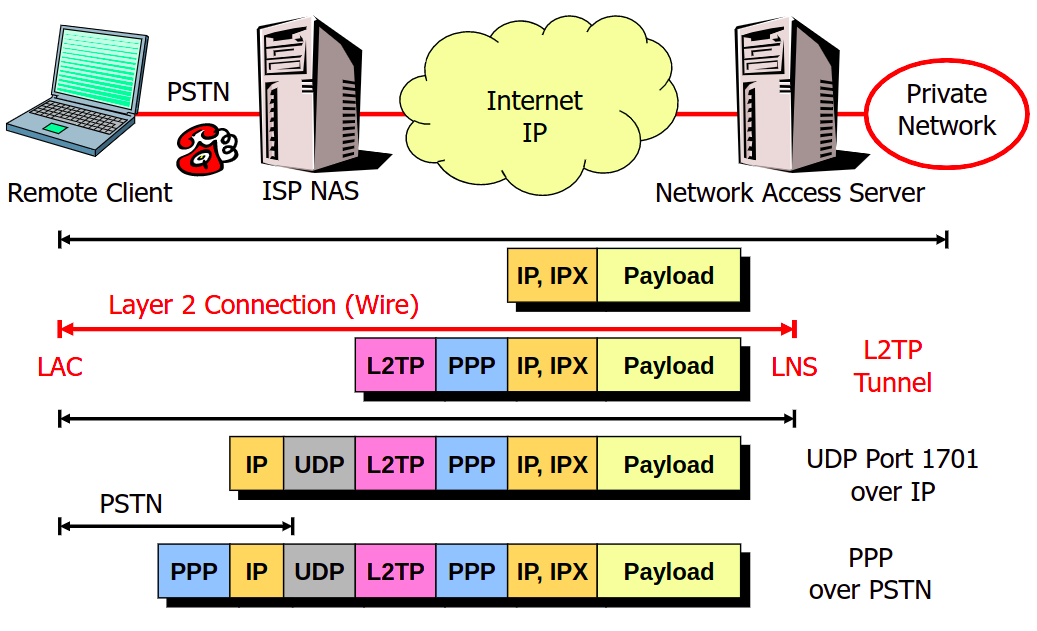 PSTN
Internet
IP
Private
Network
Remote Client
ISP NAS
Network Access Server
IP, IPX Payload
Layer 2 Connection (Wire)
LAC
L2TP PPP IP, IPX Payload
LNS
L2TP
Tunnel
IP UDP L2TP PPP IP, IPX Payload
UDP Port 1701
over IP
PSTN
PPP IP UDP L2TP PPP IP, IPX Payload
PPP
over PSTN